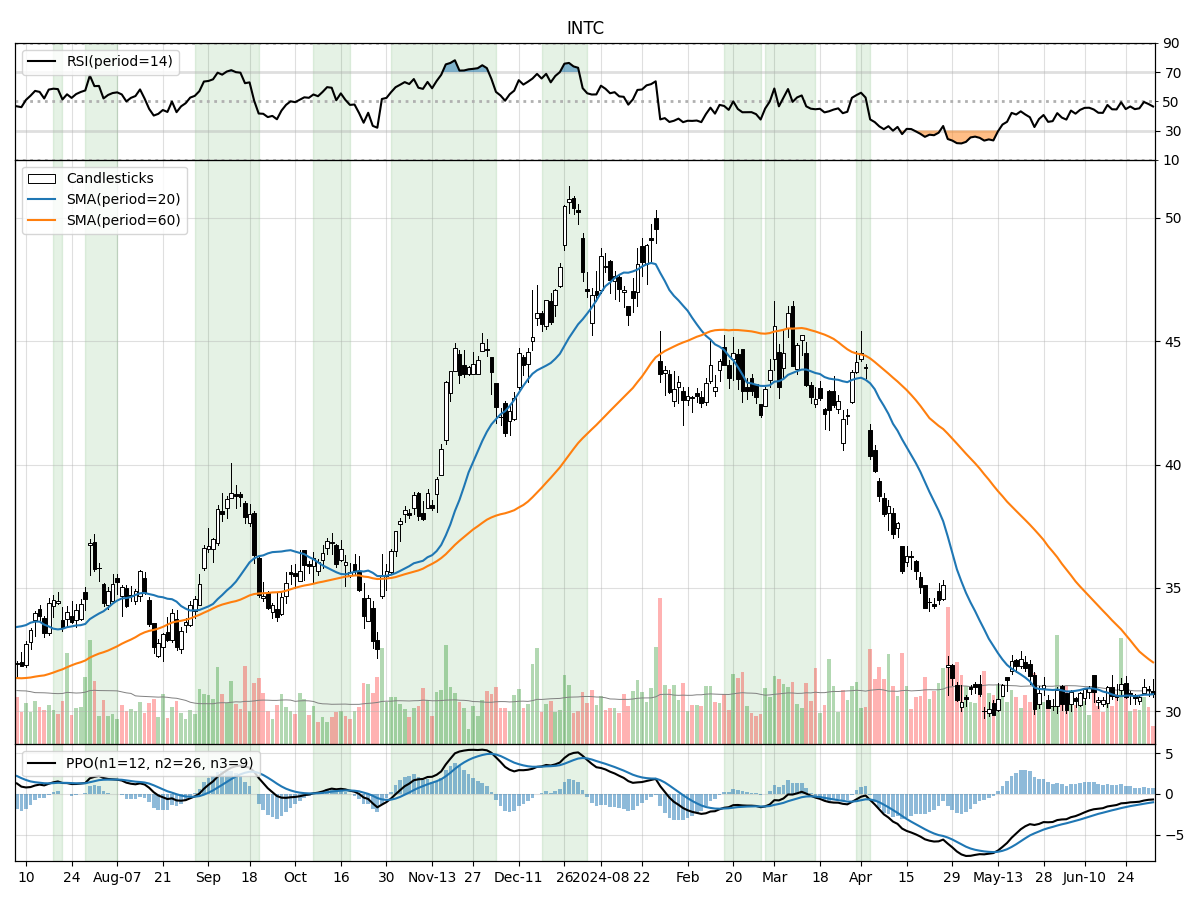 INTC
RSI(period=14)
90
70
50
30
10
Candlesticks
SMA(period=20)
SMA(period=60)
50
45
40
35
30
PPO(n1=12, n2=26, n3=9)
5
0
−5
10 24 Aug-07 21 Sep 18 Oct 16 30 Nov-13 27 Dec-11 26 2024-08 22 Feb 20 Mar 18 Apr 15 29 May-13 28 Jun-10 24